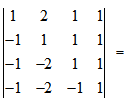 | 1 2 1 1 |
| −1 1 1 1 | =
| −1 −2 1 1 |
| −1 −2 −1 1 |